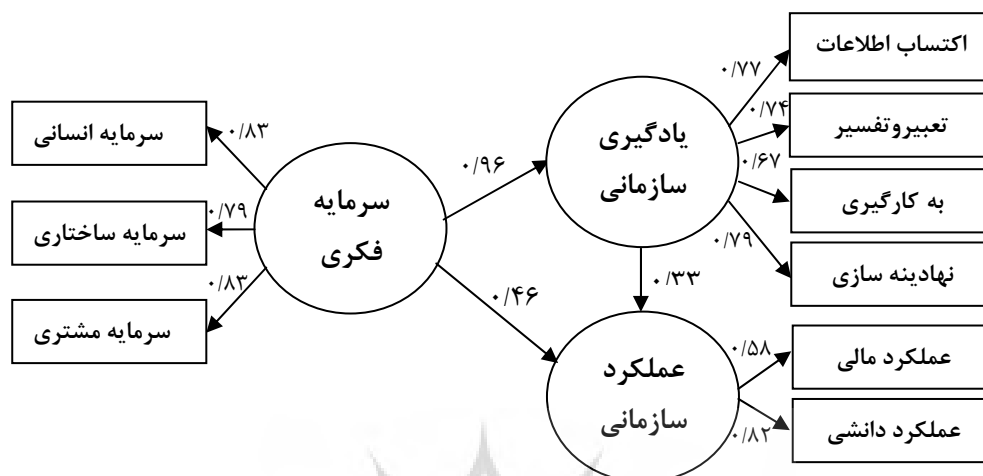 اکتساب اطلاعات
۰/۷۷
تعبیروتفسیر
۰/۷۴
یادگیری
سازمانی
۰/۶۷
به کارگیری
۰/۷۹
نهادینه سازی
سرمایه انسانی
۰/۸۳
۰/۹۶
سرمایه
فکری
۰/۷۹
سرمایه ساختاری
۰/۸۳
سرمایه مشتری
۰/۳۳
۰/۴۶
عملکرد
سازمانی
۰/۵۸
عملکرد مالی
۰/۸۲
عملکرد دانشی